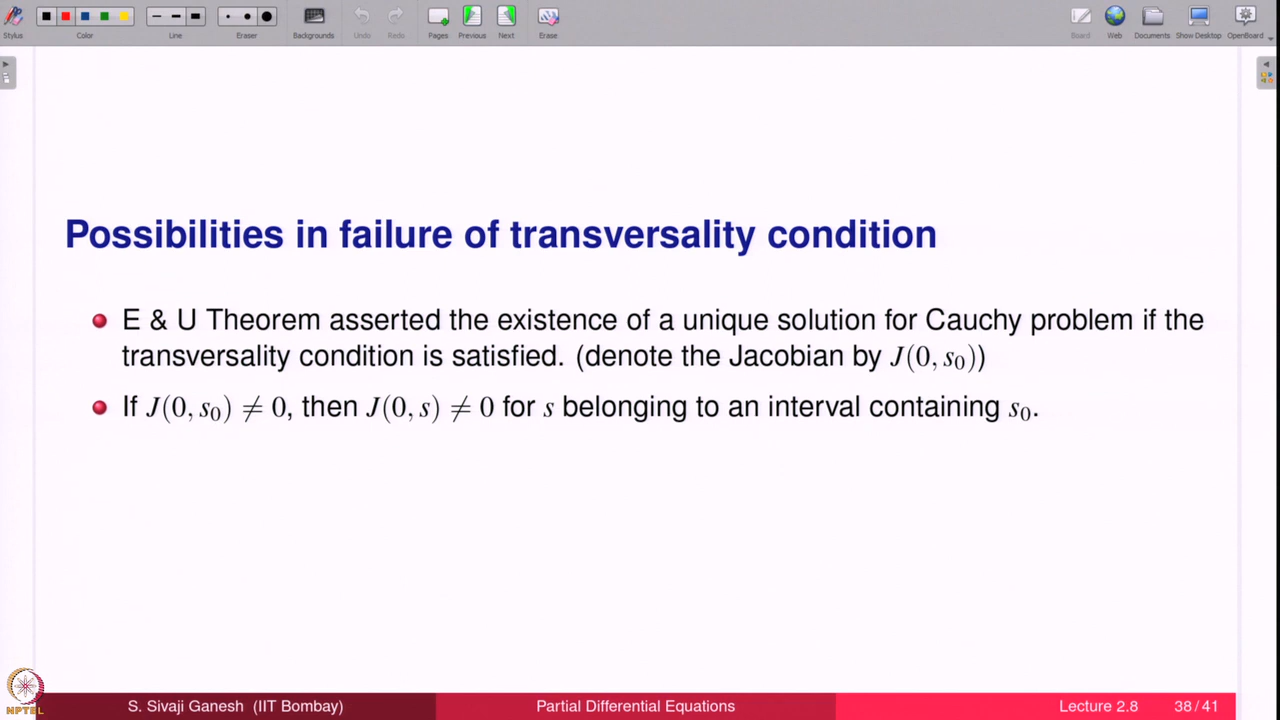 Stylus
Color
Line
Eraser
Backgrounds
Undo
Redo
Pages
Previous
Next
Erase
Board
Web
Documents
Show Desktop
OpenBoard
Possibilities in failure of transversality condition
E & U Theorem asserted the existence of a unique solution for Cauchy problem if the
transversality condition is satisfied. (denote the Jacobian by J(0, s₀))
If J(0, s₀) ≠ 0, then J(0, s) ≠ 0 for s belonging to an interval containing s₀.
NPTEL
S. Sivaji Ganesh (IIT Bombay)
Partial Differential Equations
Lecture 2.8
38/41